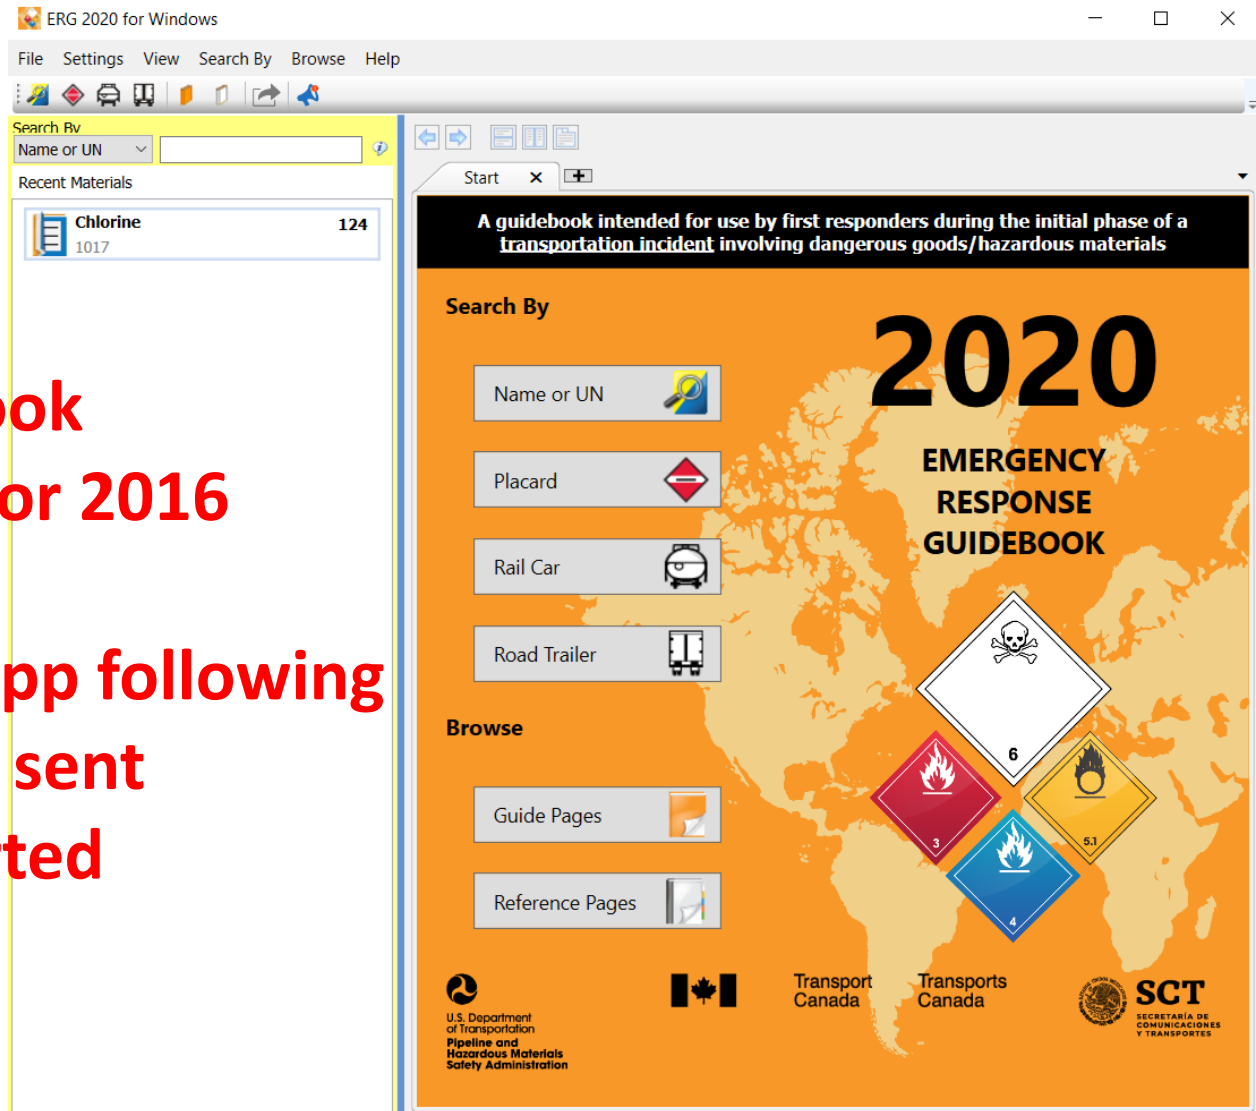 ERG 2020 for Windows
File Settings View Search By Browse Help
Search By
Name or UN
Recent Materials
Chlorine 124
1017
ook
or 2016
pp following
sent
rted
Start
A guidebook intended for use by first responders during the initial phase of a
transportation incident involving dangerous goods/hazardous materials
Search By
Name or UN
Placard
Rail Car
Road Trailer
Browse
Guide Pages
Reference Pages
2020
EMERGENCY
RESPONSE
GUIDEBOOK
6
3
5.1
4
U.S. Department
of Transportation
Pipeline and
Hazardous Materials
Safety Administration
Transport
Canada
Transports
Canada
SCT
SECRETARÍA DE
COMUNICACIONES
Y TRANSPORTES